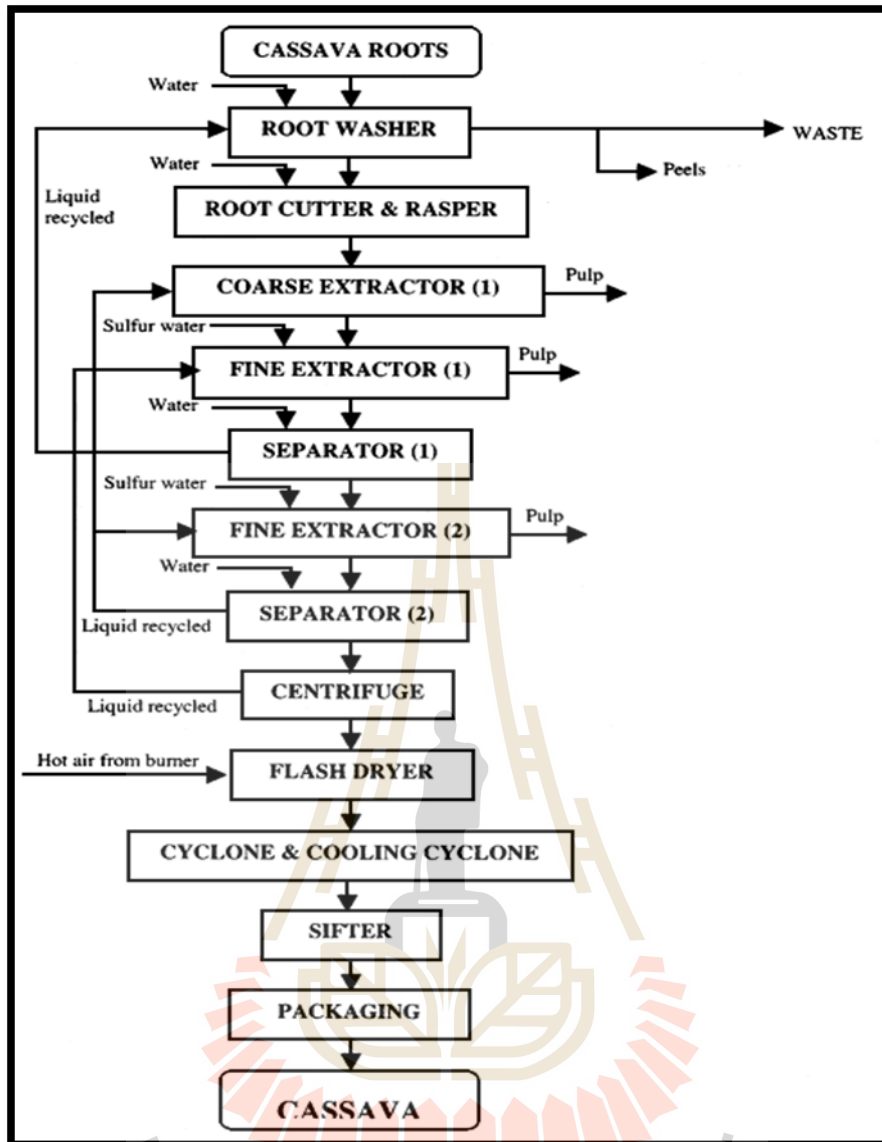 CASSAVA ROOTS
Water
ROOT WASHER
WASTE
Water
Peels
Liquid
recycled
ROOT CUTTER & RASPER
COARSE EXTRACTOR (1)
Pulp
Sulfur water
FINE EXTRACTOR (1)
Pulp
Water
SEPARATOR (1)
Sulfur water
FINE EXTRACTOR (2)
Pulp
Water
SEPARATOR (2)
Liquid recycled
CENTRIFUGE
Liquid recycled
Hot air from burner
FLASH DRYER
CYCLONE & COOLING CYCLONE
SIFTER
PACKAGING
CASSAVA